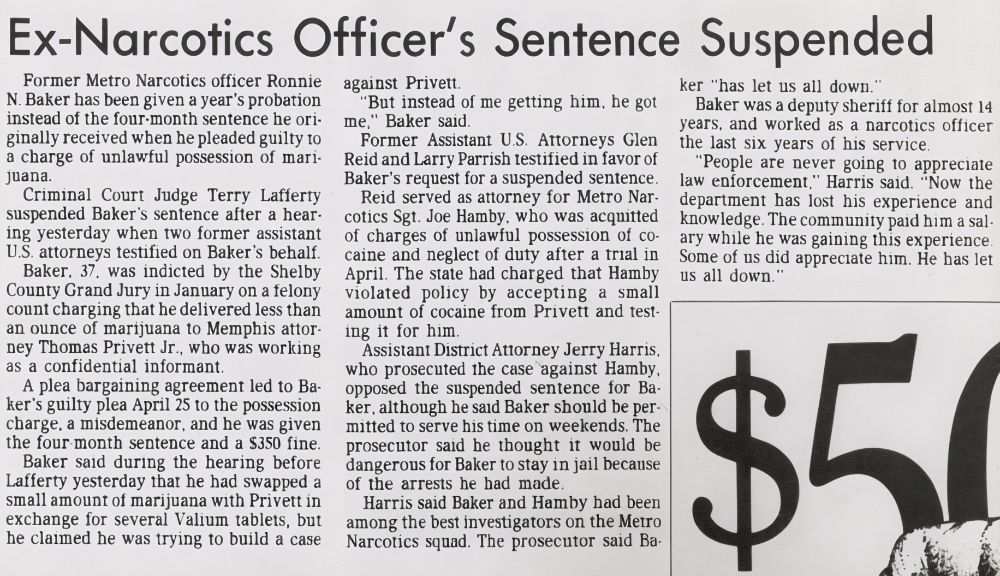 Ex-Narcotics Officer's Sentence Suspended
Former Metro Narcotics officer Ronnie
N. Baker has been given a year's probation
instead of the four-month sentence he ori-
ginally received when he pleaded guilty to
a charge of unlawful possession of mari-
juana.
Criminal Court Judge Terry Lafferty
suspended Baker's sentence after a hear-
ing yesterday when two former assistant
U.S. attorneys testified on Baker's behalf.
Baker, 37, was indicted by the Shelby
County Grand Jury in January on a felony
count charging that he delivered less than
an ounce of marijuana to Memphis attor-
ney Thomas Privett Jr., who was working
as a confidential informant.
A plea bargaining agreement led to Ba-
ker's guilty plea April 25 to the possession
charge, a misdemeanor, and he was given
the four-month sentence and a $350 fine.
Baker said during the hearing before
Lafferty yesterday that he had swapped a
small amount of marijuana with Privett in
exchange for several Valium tablets, but
he claimed he was trying to build a case
against Privett.
"But instead of me getting him, he got
me," Baker said.
Former Assistant U.S. Attorneys Glen
Reid and Larry Parrish testified in favor of
Baker's request for a suspended sentence.
Reid served as attorney for Metro Nar-
cotics Sgt. Joe Hamby, who was acquitted
of charges of unlawful possession of co-
caine and neglect of duty after a trial in
April. The state had charged that Hamby
violated policy by accepting a small
amount of cocaine from Privett and test-
ing it for him.
Assistant District Attorney Jerry Harris,
who prosecuted the case against Hamby,
opposed the suspended sentence for Ba-
ker, although he said Baker should be per-
mitted to serve his time on weekends. The
prosecutor said he thought it would be
dangerous for Baker to stay in jail because
of the arrests he had made.
Harris said Baker and Hamby had been
among the best investigators on the Metro
Narcotics squad. The prosecutor said Ba-
ker "has let us all down."
Baker was a deputy sheriff for almost 14
years, and worked as a narcotics officer
the last six years of his service.
"People are never going to appreciate
law enforcement," Harris said. "Now the
department has lost his experience and
knowledge. The community paid him a sal-
ary while he was gaining this experience.
Some of us did appreciate him. He has let
us all down."
$5